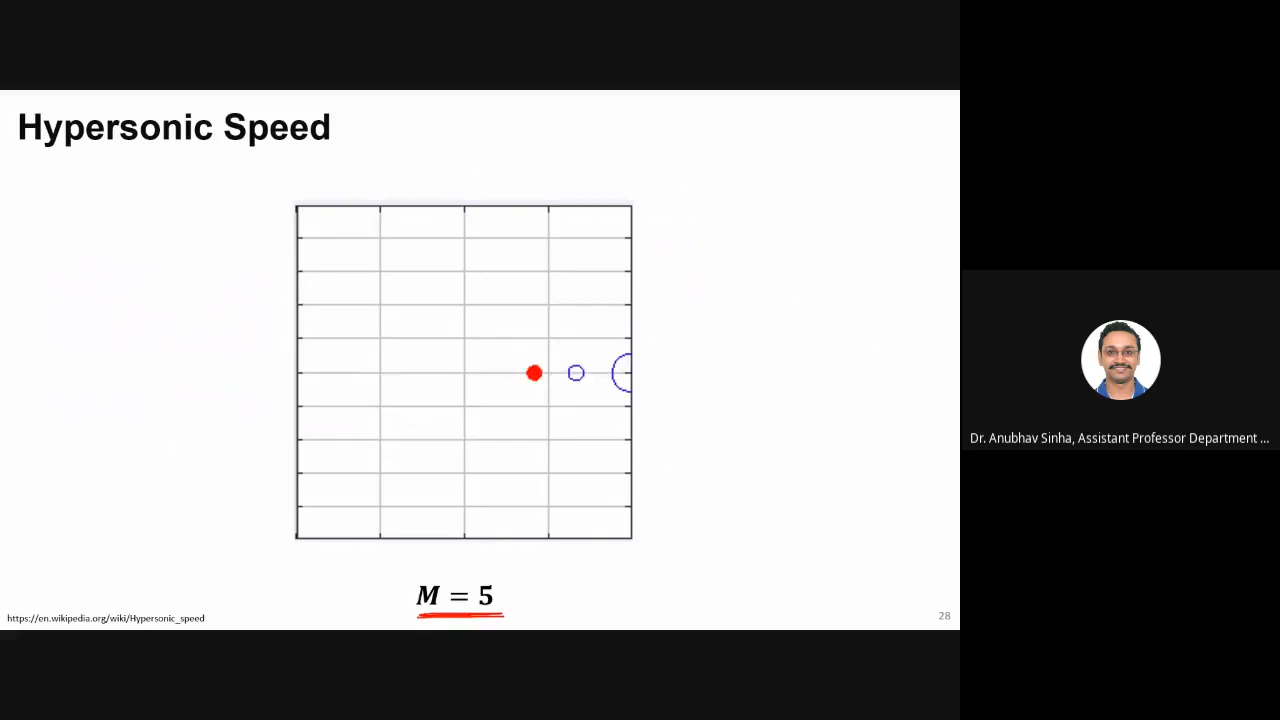 Hypersonic Speed
M = 5
https://en.wikipedia.org/wiki/Hypersonic_speed
28
Dr. Anubhav Sinha, Assistant Professor Department ...